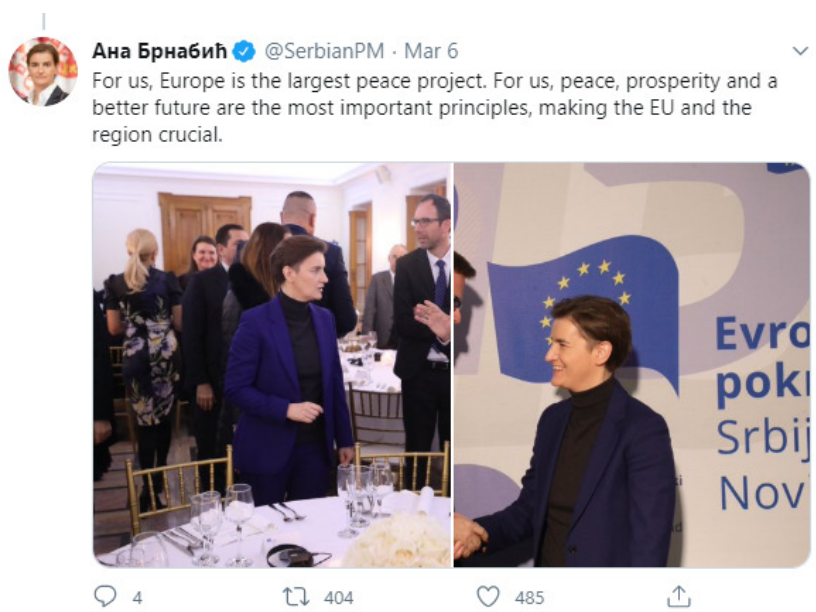 Ана Брнабић @SerbianPM · Mar 6
For us, Europe is the largest peace project. For us, peace, prosperity and a
better future are the most important principles, making the EU and the
region crucial.
Evro
pok
Srbij
Nov
4 404 485